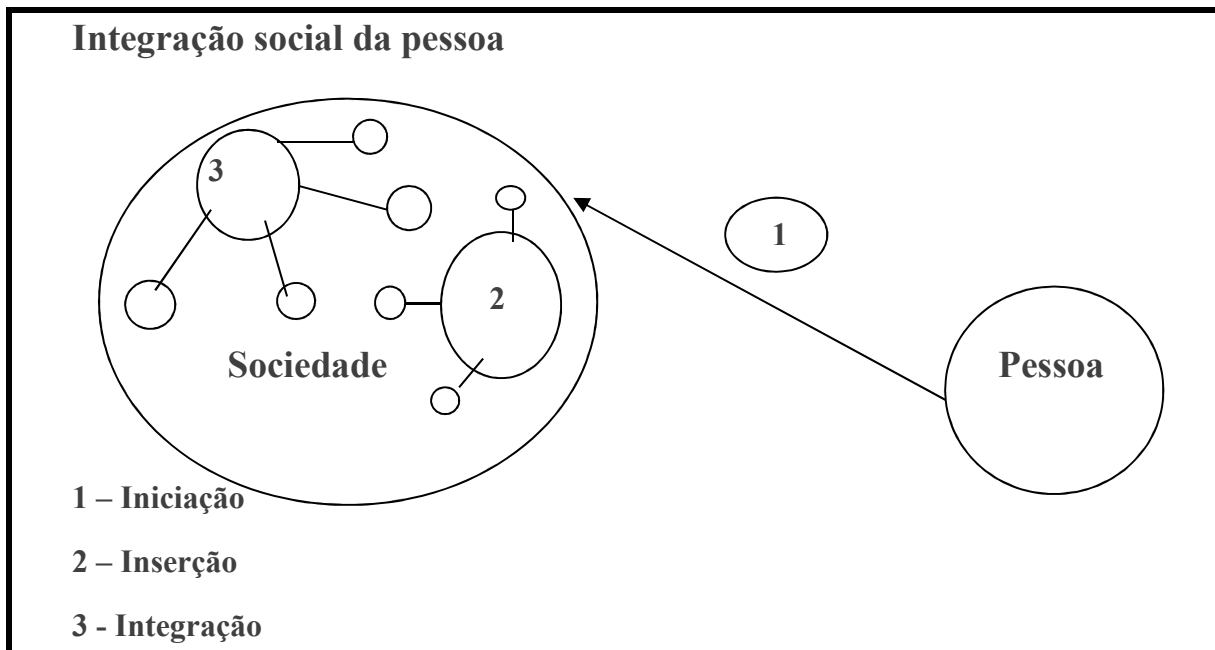 Integração social da pessoa
3
1
2
Sociedade
Pessoa
1 – Iniciação
2 – Inserção
3 - Integração